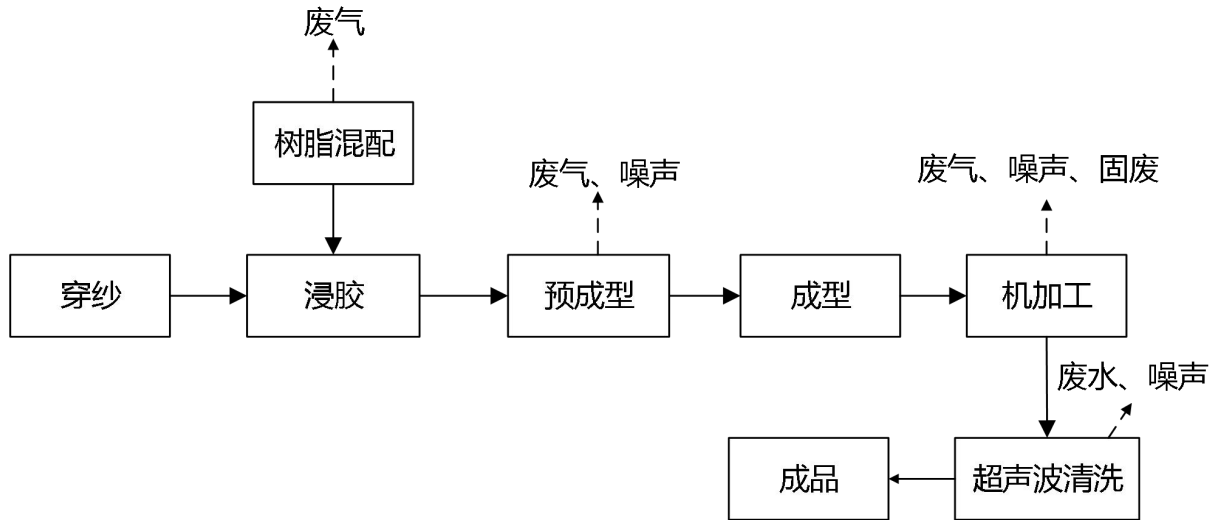 废气
树脂混配
废气、噪声
废气、噪声、固废
穿纱
浸胶
预成型
成型
机加工
废水、噪声
成品
超声波清洗